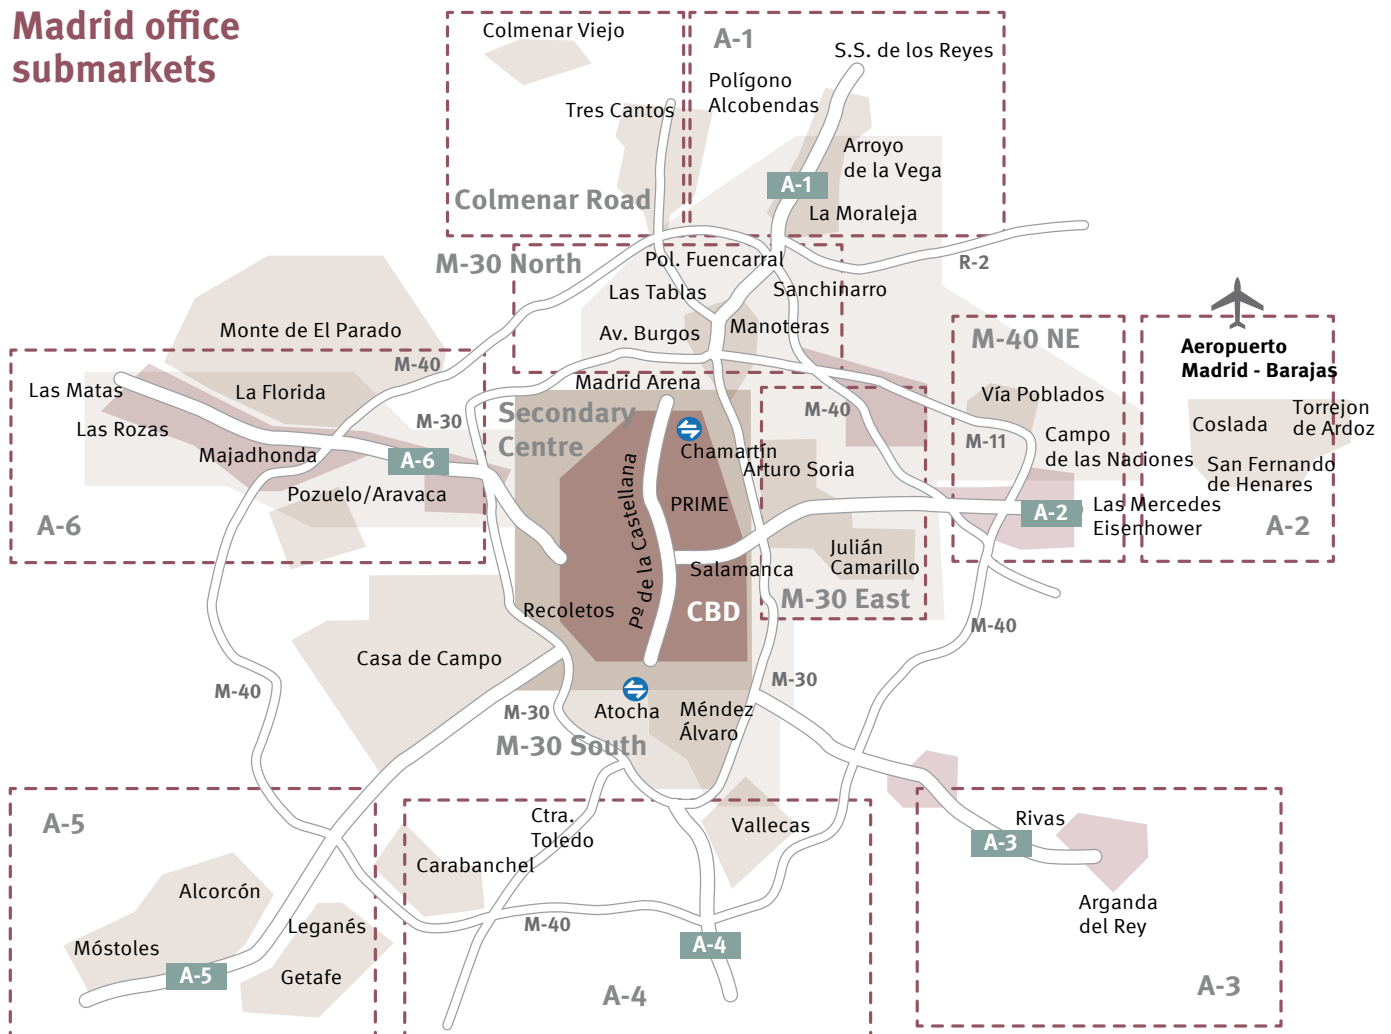 Madrid office
submarkets
Colmenar Viejo
A-1
S.S. de los Reyes
Polígono
Alcobendas
Tres Cantos
Arroyo
de la Vega
A-1
Colmenar Road
La Moraleja
M-30 North
Pol. Fuencarral
R-2
Las Tablas
Sanchinarro
Monte de El Parado
Av. Burgos
Manoteras
M-40 NE
Aeropuerto
Madrid - Barajas
M-40
Las Matas
La Florida
Madrid Arena
Vía Poblados
M-30
Secondary
Centre
M-40
Torrejon
de Ardoz
Coslada
Las Rozas
M-11
Campo
de las Naciones
Majadhonda
A-6
Chamartín
Arturo Soria
San Fernando
de Henares
Pozuelo/Aravaca
Pº de la Castellana
PRIME
A-2
Las Mercedes
Eisenhower
A-6
A-2
Julián
Camarillo
Salamanca
Recoletos
CBD
M-30 East
M-40
Casa de Campo
M-40
M-30
M-30
Atocha
Méndez
Álvaro
M-30 South
A-5
Ctra.
Toledo
Vallecas
Rivas
A-3
Carabanchel
Alcorcón
Arganda
del Rey
Leganés
M-40
Móstoles
A-5
Getafe
A-4
A-4
A-3